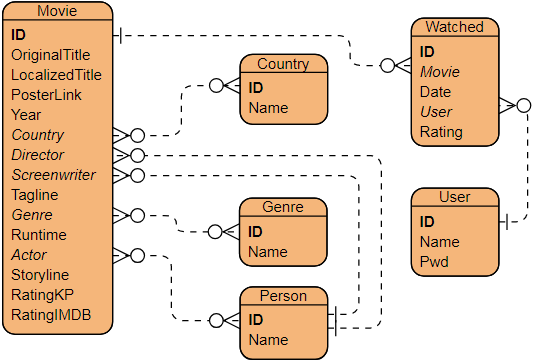 Movie
ID
OriginalTitle
LocalizedTitle
PosterLink
Year
Country
Director
Screenwriter
Tagline
Genre
Runtime
Actor
Storyline
RatingKP
RatingIMDB
Country
ID
Name
Genre
ID
Name
Person
ID
Name
Watched
ID
Movie
Date
User
Rating
User
ID
Name
Pwd